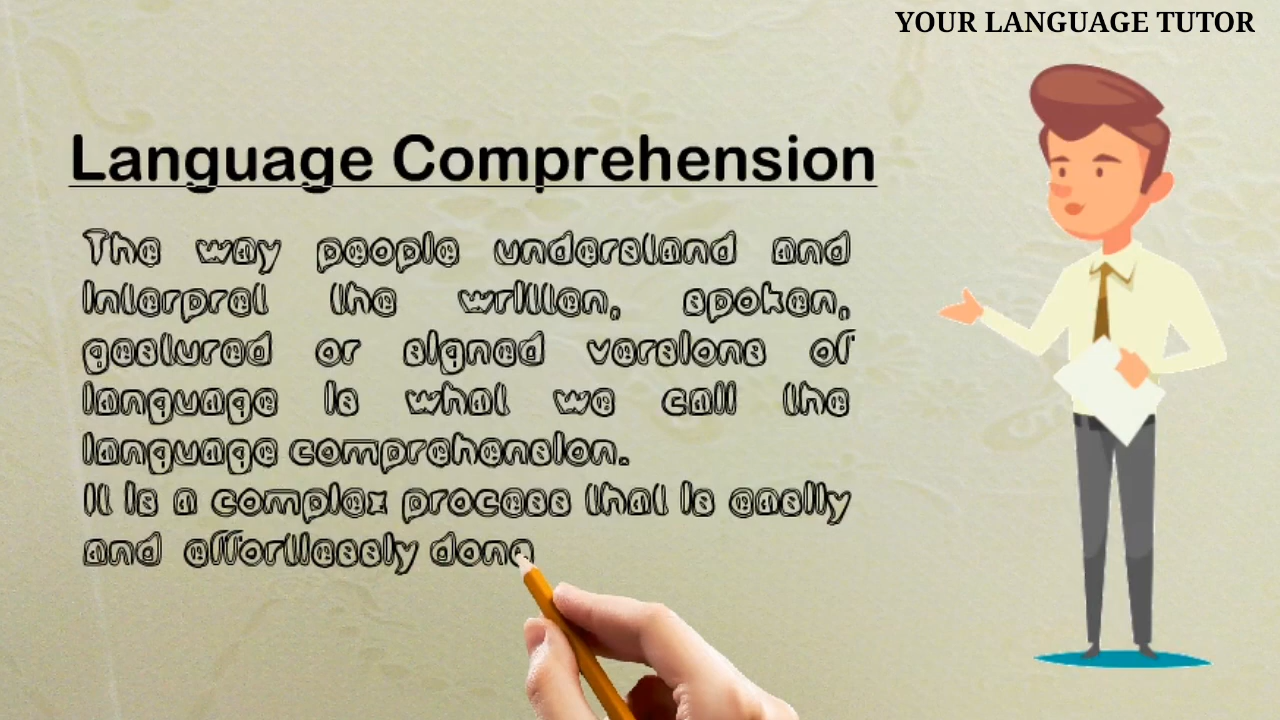 YOUR LANGUAGE TUTOR
Language Comprehension
The way people understand and
interpret the written, spoken,
gestured or signed versions of
language is what we call the
language comprehension.
It is a complex process that is easily
and effortlessly done